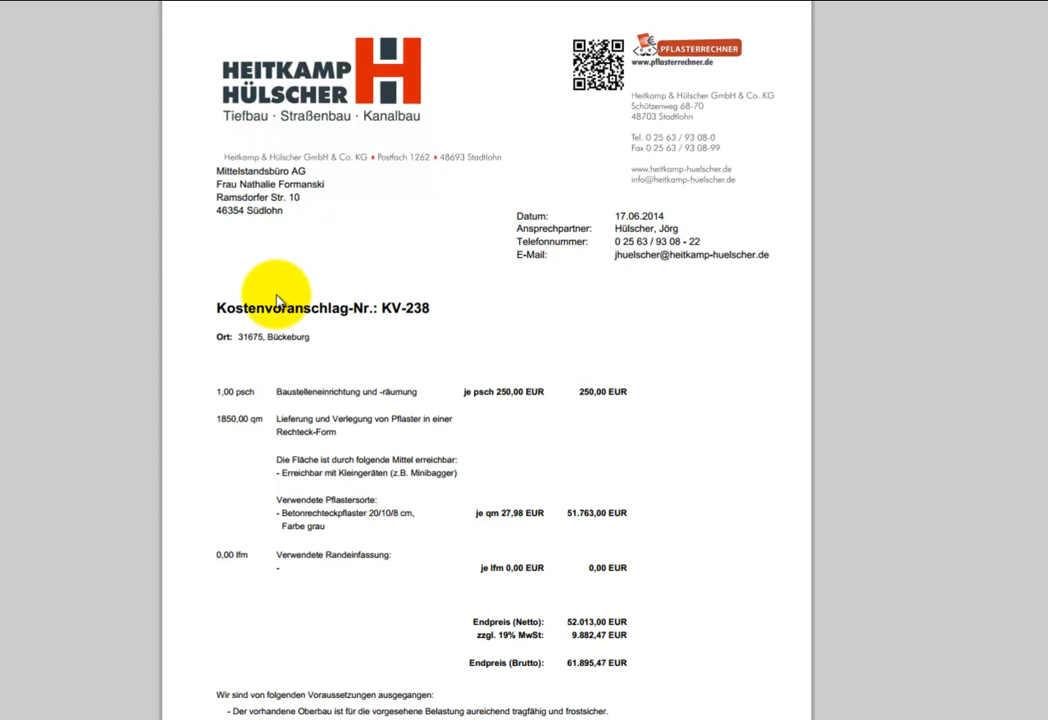 HEITKAMP
HÜLSCHER
Tiefbau · Straßenbau · Kanalbau
PFLASTERRECHNER
www.pflasterrechner.de
Heitkamp & Hülscher GmbH & Co. KG
Schützenweg 68-70
48703 Stadtlohn
Tel. 0 25 63 / 93 08-0
Fax 0 25 63 / 93 08-99
www.heitkamp-huelscher.de
info@heitkamp-huelscher.de
Heitkamp & Hülscher GmbH & Co. KG ▪ Postfach 1262 ▪ 48693 Stadtlohn
Mittelstandsbüro AG
Frau Nathalie Formanski
Ramsdorfer Str. 10
46354 Südlohn
Datum: 17.06.2014
Ansprechpartner: Hülscher, Jörg
Telefonnummer: 0 25 63 / 93 08 - 22
E-Mail: jhuelscher@heitkamp-huelscher.de
Kostenvoranschlag-Nr.: KV-238
Ort: 31675, Bückeburg
1,00 psch Baustelleneinrichtung und -räumung je psch 250,00 EUR 250,00 EUR
1850,00 qm Lieferung und Verlegung von Pflaster in einer
Rechteck-Form
Die Fläche ist durch folgende Mittel erreichbar:
- Erreichbar mit Kleingeräten (z.B. Minibagger)
Verwendete Pflastersorte:
- Betonrechteckpflaster 20/10/8 cm, je qm 27,98 EUR 51.763,00 EUR
Farbe grau
0,00 lfm Verwendete Randeinfassung:
- je lfm 0,00 EUR 0,00 EUR
Endpreis (Netto): 52.013,00 EUR
zzgl. 19% MwSt: 9.882,47 EUR
Endpreis (Brutto): 61.895,47 EUR
Wir sind von folgenden Voraussetzungen ausgegangen:
- Der vorhandene Oberbau ist für die vorgesehene Belastung aureichend tragfähig und frostsicher.